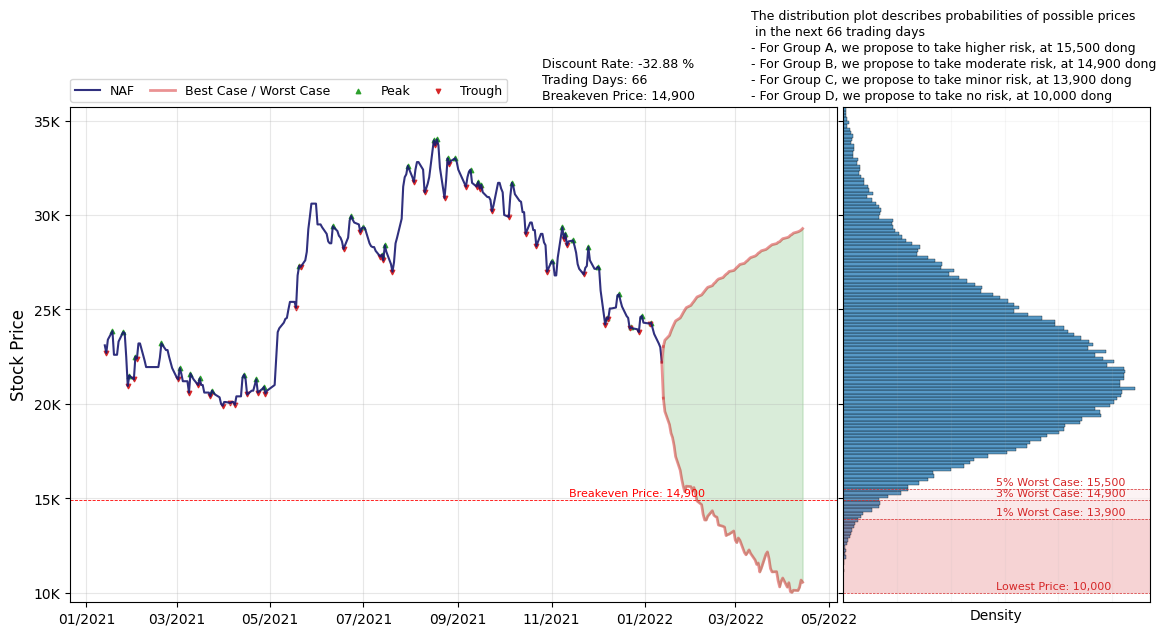 The distribution plot describes probabilities of possible prices
in the next 66 trading days
- For Group A, we propose to take higher risk, at 15,500 dong
- For Group B, we propose to take moderate risk, at 14,900 dong
- For Group C, we propose to take minor risk, at 13,900 dong
- For Group D, we propose to take no risk, at 10,000 dong
Discount Rate: -32.88 %
Trading Days: 66
Breakeven Price: 14,900
NAF
Best Case / Worst Case
Peak
Trough
Stock Price
35K
30K
25K
20K
15K
10K
Breakeven Price: 14,900
5% Worst Case: 15,500
3% Worst Case: 14,900
1% Worst Case: 13,900
Lowest Price: 10,000
01/2021
03/2021
05/2021
07/2021
09/2021
11/2021
01/2022
03/2022
05/2022
Density